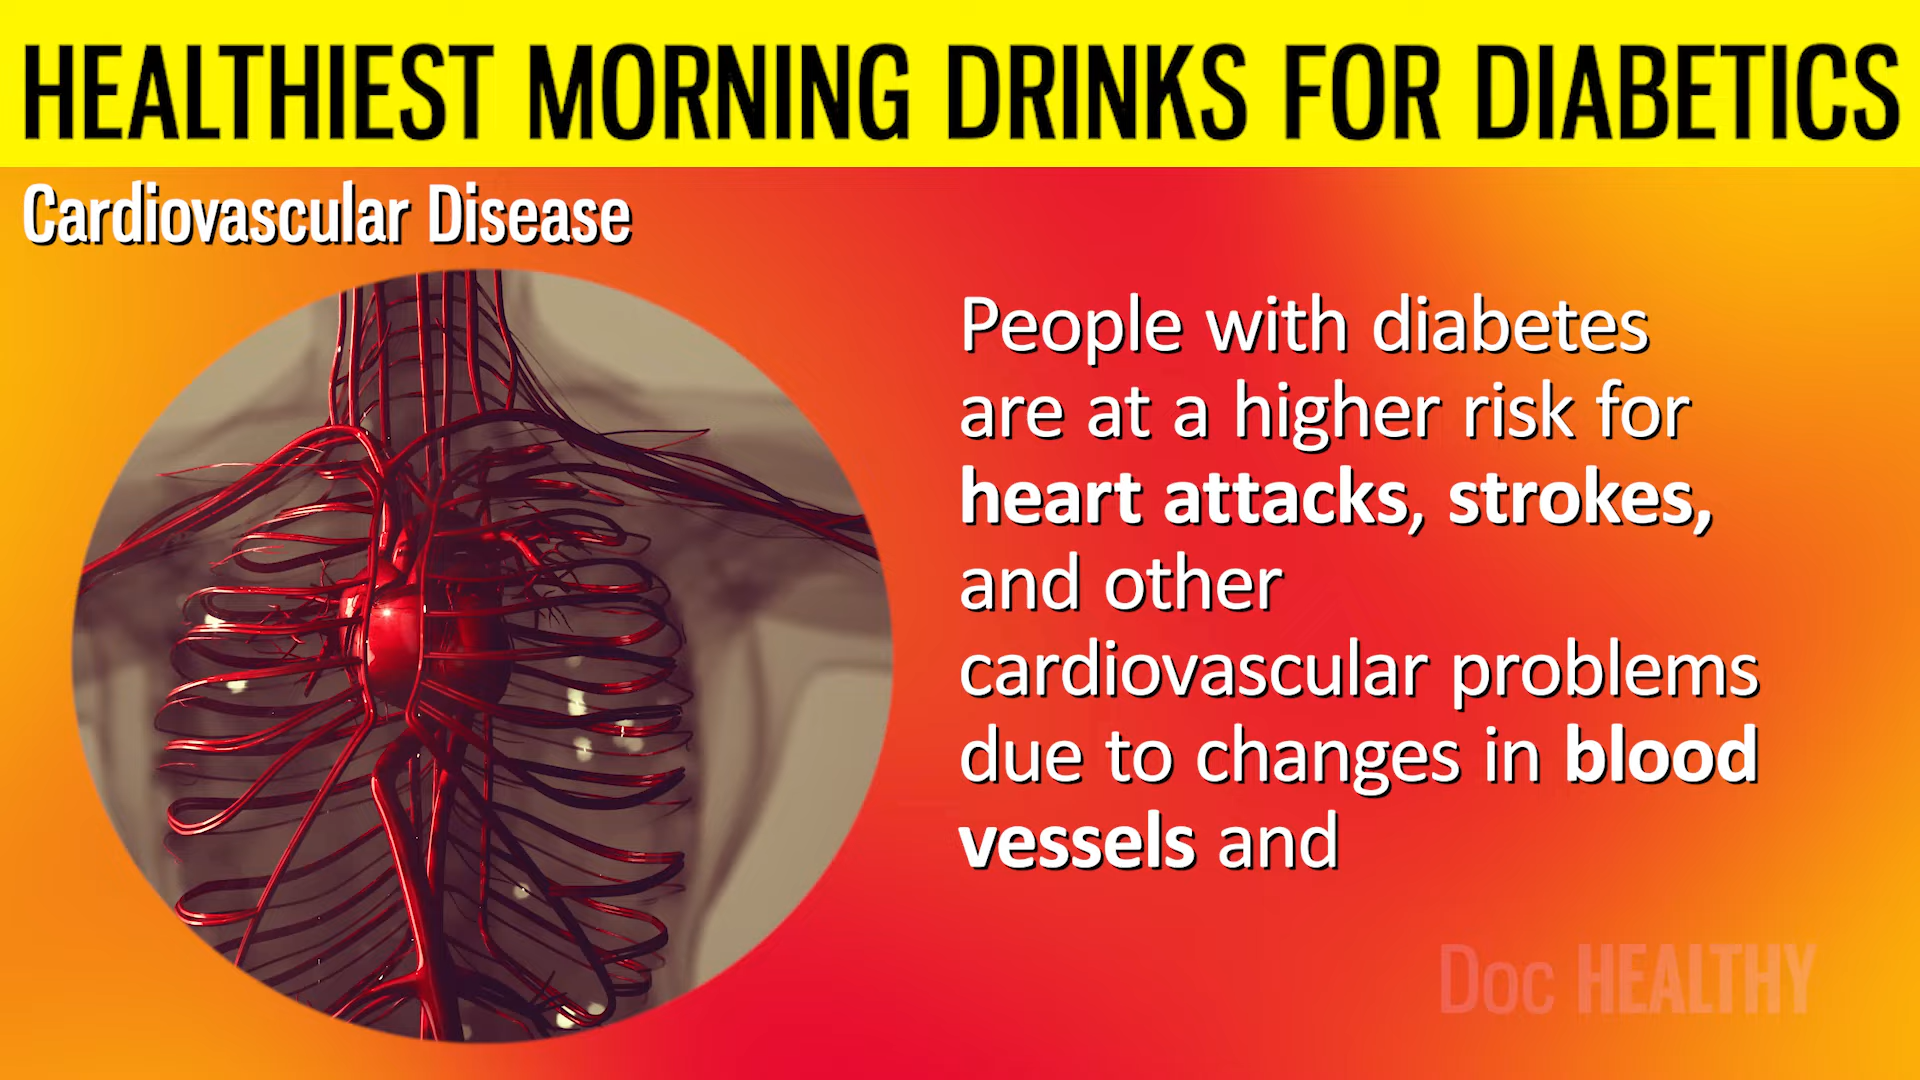 HEALTHIEST MORNING DRINKS FOR DIABETICS
Cardiovascular Disease
People with diabetes
are at a higher risk for
heart attacks, strokes,
and other
cardiovascular problems
due to changes in blood
vessels and
Doc HEALTHY